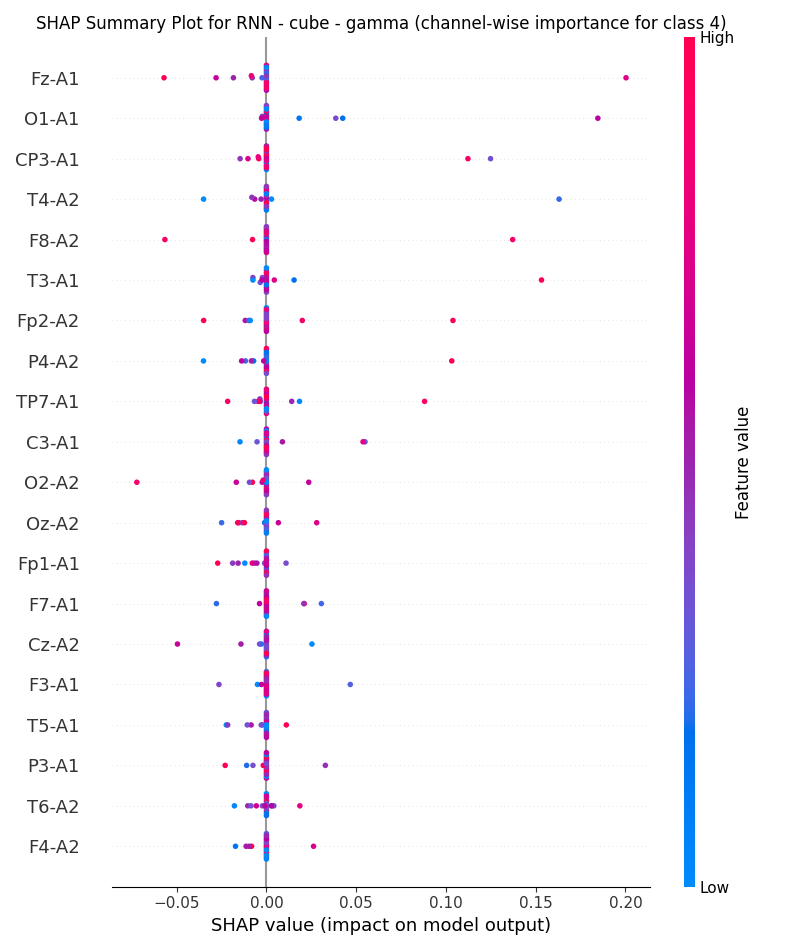 SHAP Summary Plot for RNN - cube - gamma (channel-wise importance for class 4)
High
Fz-A1
O1-A1
CP3-A1
T4-A2
F8-A2
T3-A1
Fp2-A2
P4-A2
TP7-A1
C3-A1
O2-A2
Oz-A2
Fp1-A1
F7-A1
Cz-A2
F3-A1
T5-A1
P3-A1
T6-A2
F4-A2
Feature value
Low
−0.05 0.00 0.05 0.10 0.15 0.20
SHAP value (impact on model output)